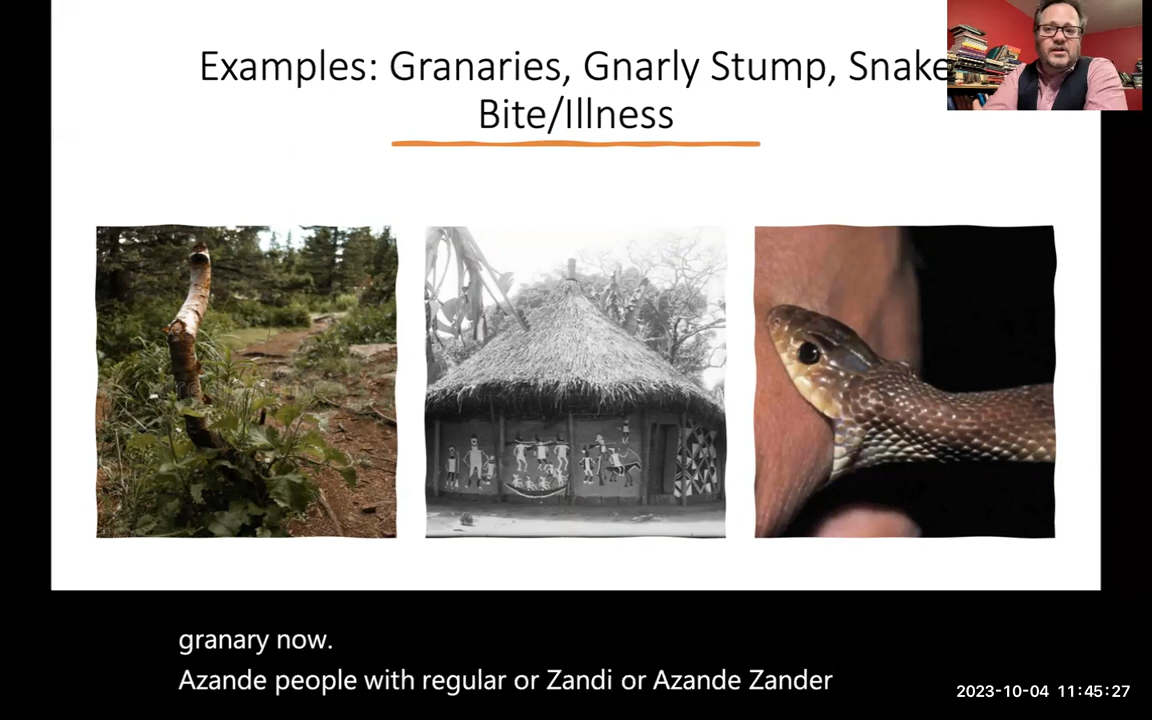 Examples: Granaries, Gnarly Stump, Snake
Bite/Illness
granary now.
Azande people with regular or Zandi or Azande Zander
2023-10-04 11:45:27